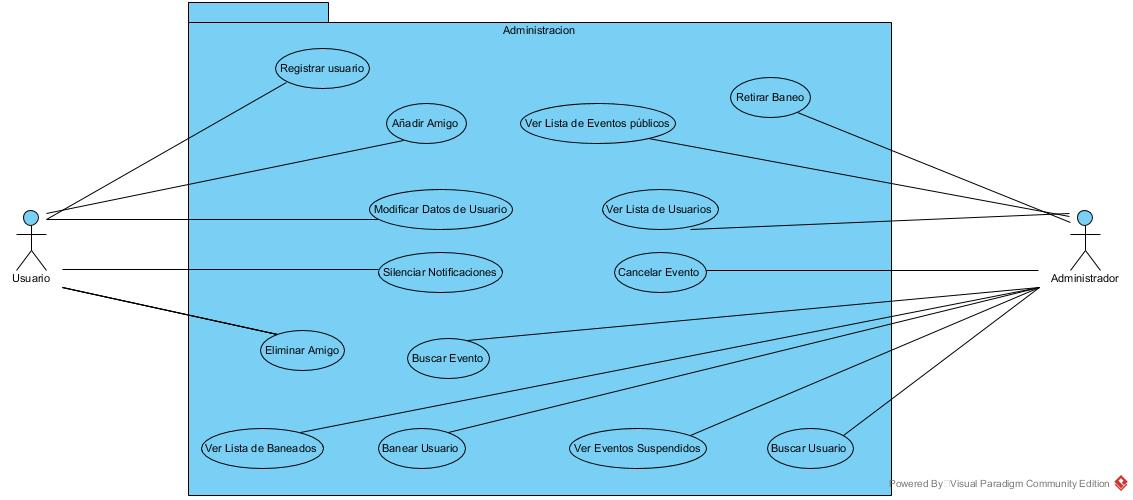 Administracion
Registrar usuario
Retirar Baneo
Añadir Amigo
Ver Lista de Eventos públicos
Modificar Datos de Usuario
Ver Lista de Usuarios
Usuario
Silenciar Notificaciones
Cancelar Evento
Administrador
Eliminar Amigo
Buscar Evento
Ver Lista de Baneados
Banear Usuario
Ver Eventos Suspendidos
Buscar Usuario
Powered By Visual Paradigm Community Edition